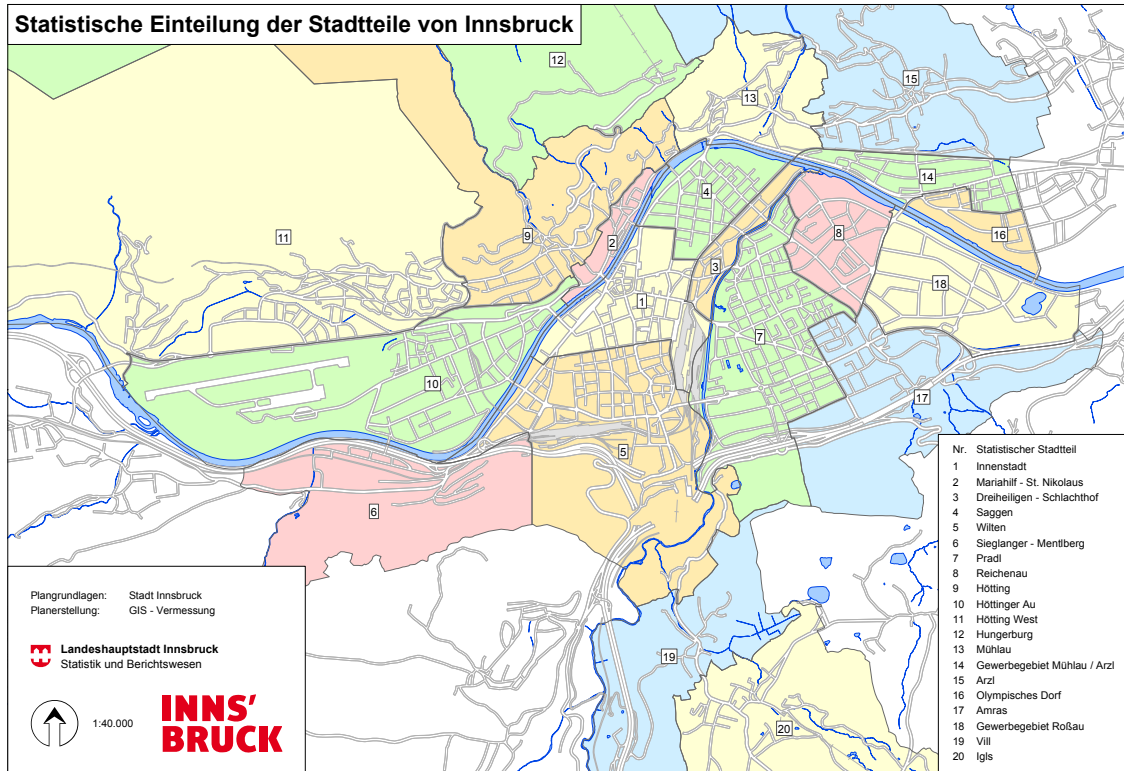 Statistische Einteilung der Stadtteile von Innsbruck
12
15
13
14
4
9
2
8
16
11
3
18
1
7
10
17
5
6
19
20
Nr. Statistischer Stadtteil
1 Innenstadt
2 Mariahilf - St. Nikolaus
3 Dreiheiligen - Schlachthof
4 Saggen
5 Wilten
6 Sieglanger - Mentlberg
7 Pradl
8 Reichenau
9 Hötting
10 Höttinger Au
11 Hötting West
12 Hungerburg
13 Mühlau
14 Gewerbegebiet Mühlau / Arzl
15 Arzl
16 Olympisches Dorf
17 Amras
18 Gewerbegebiet Roßau
19 Vill
20 Igls
Plangrundlagen: Stadt Innsbruck
Planerstellung: GIS - Vermessung
Landeshauptstadt Innsbruck
Statistik und Berichtswesen
1:40.000
INNS'
BRUCK